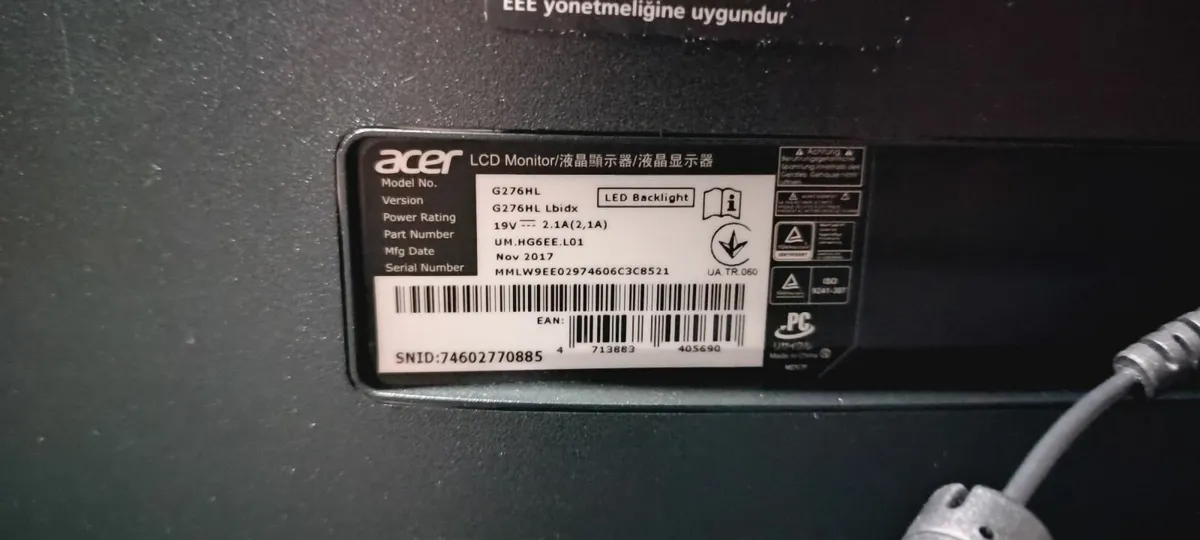 EEE yönetmeliğine uygundur
acer LCD Monitor/液晶顯示器/液晶显示器
Model No. G276HL
Version G276HL Lbidx
LED Backlight
Power Rating 19V 2.1A(2,1A)
Part Number UM.HG6EE.L01
Mfg Date Nov 2017
Serial Number MMLW9EE02974606C3C8521
UA.TR.060
EAN:
4 713883 405690
SNID:74602770885
Achtung
ISO
9241-307
PC
Made in China